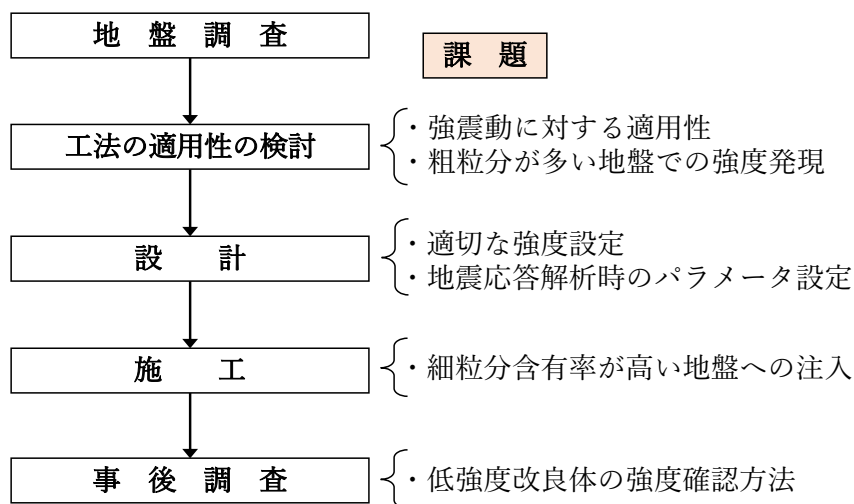 地 盤 調 査
課 題
工法の適用性の検討
・強震動に対する適用性
・粗粒分が多い地盤での強度発現
設 計
・適切な強度設定
・地震応答解析時のパラメータ設定
施 工
・細粒分含有率が高い地盤への注入
事 後 調 査
・低強度改良体の強度確認方法